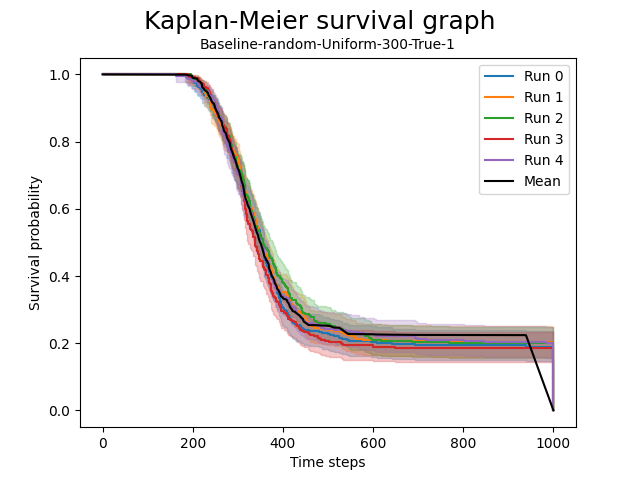 Kaplan-Meier survival graph
Baseline-random-Uniform-300-True-1
Survival probability
1.0
0.8
0.6
0.4
0.2
0.0
Run 0
Run 1
Run 2
Run 3
Run 4
Mean
0 200 400 600 800 1000
Time steps